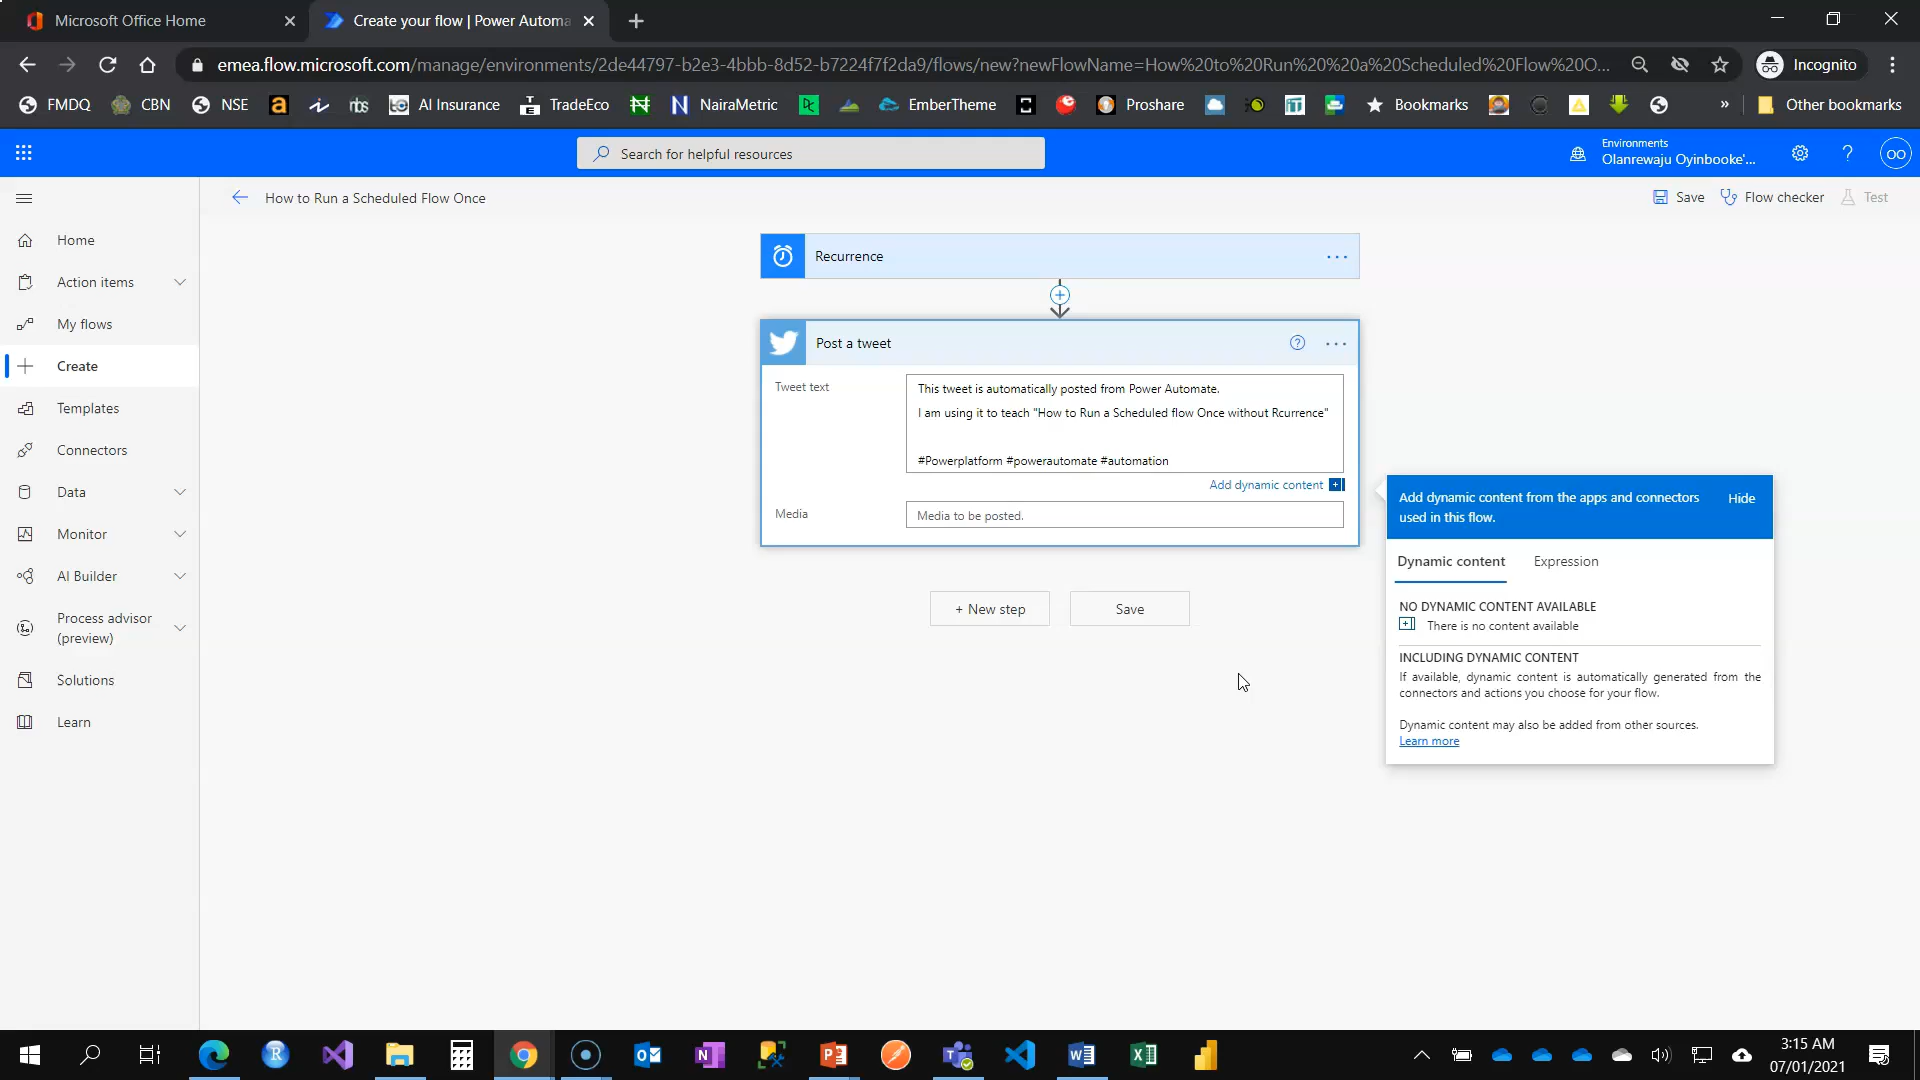 Microsoft Office Home
Create your flow | Power Automa
emea.flow.microsoft.com/manage/environments/2de44797-b2e3-4bbb-8d52-b7224f7f2da9/flows/new?newFlowName=How%20to%20Run%20%20a%20Scheduled%20Flow%20O...
Incognito
FMDQ
CBN
NSE
AI Insurance
TradeEco
NairaMetric
EmberTheme
Proshare
Bookmarks
»
Other bookmarks
Search for helpful resources
Environments
Olanrewaju Oyinbooke'...
OO
How to Run a Scheduled Flow Once
Save
Flow checker
Test
Home
Action items
My flows
Create
Templates
Connectors
Data
Monitor
AI Builder
Process advisor
(preview)
Solutions
Learn
Recurrence
Post a tweet
Tweet text
This tweet is automatically posted from Power Automate.
I am using it to teach "How to Run a Scheduled flow Once without Rcurrence"
#Powerplatform #powerautomate #automation
Add dynamic content
Media
Media to be posted.
+ New step
Save
Add dynamic content from the apps and connectors
used in this flow.
Hide
Dynamic content
Expression
NO DYNAMIC CONTENT AVAILABLE
There is no content available
INCLUDING DYNAMIC CONTENT
If available, dynamic content is automatically generated from the
connectors and actions you choose for your flow.
Dynamic content may also be added from other sources.
Learn more
3:15 AM
07/01/2021